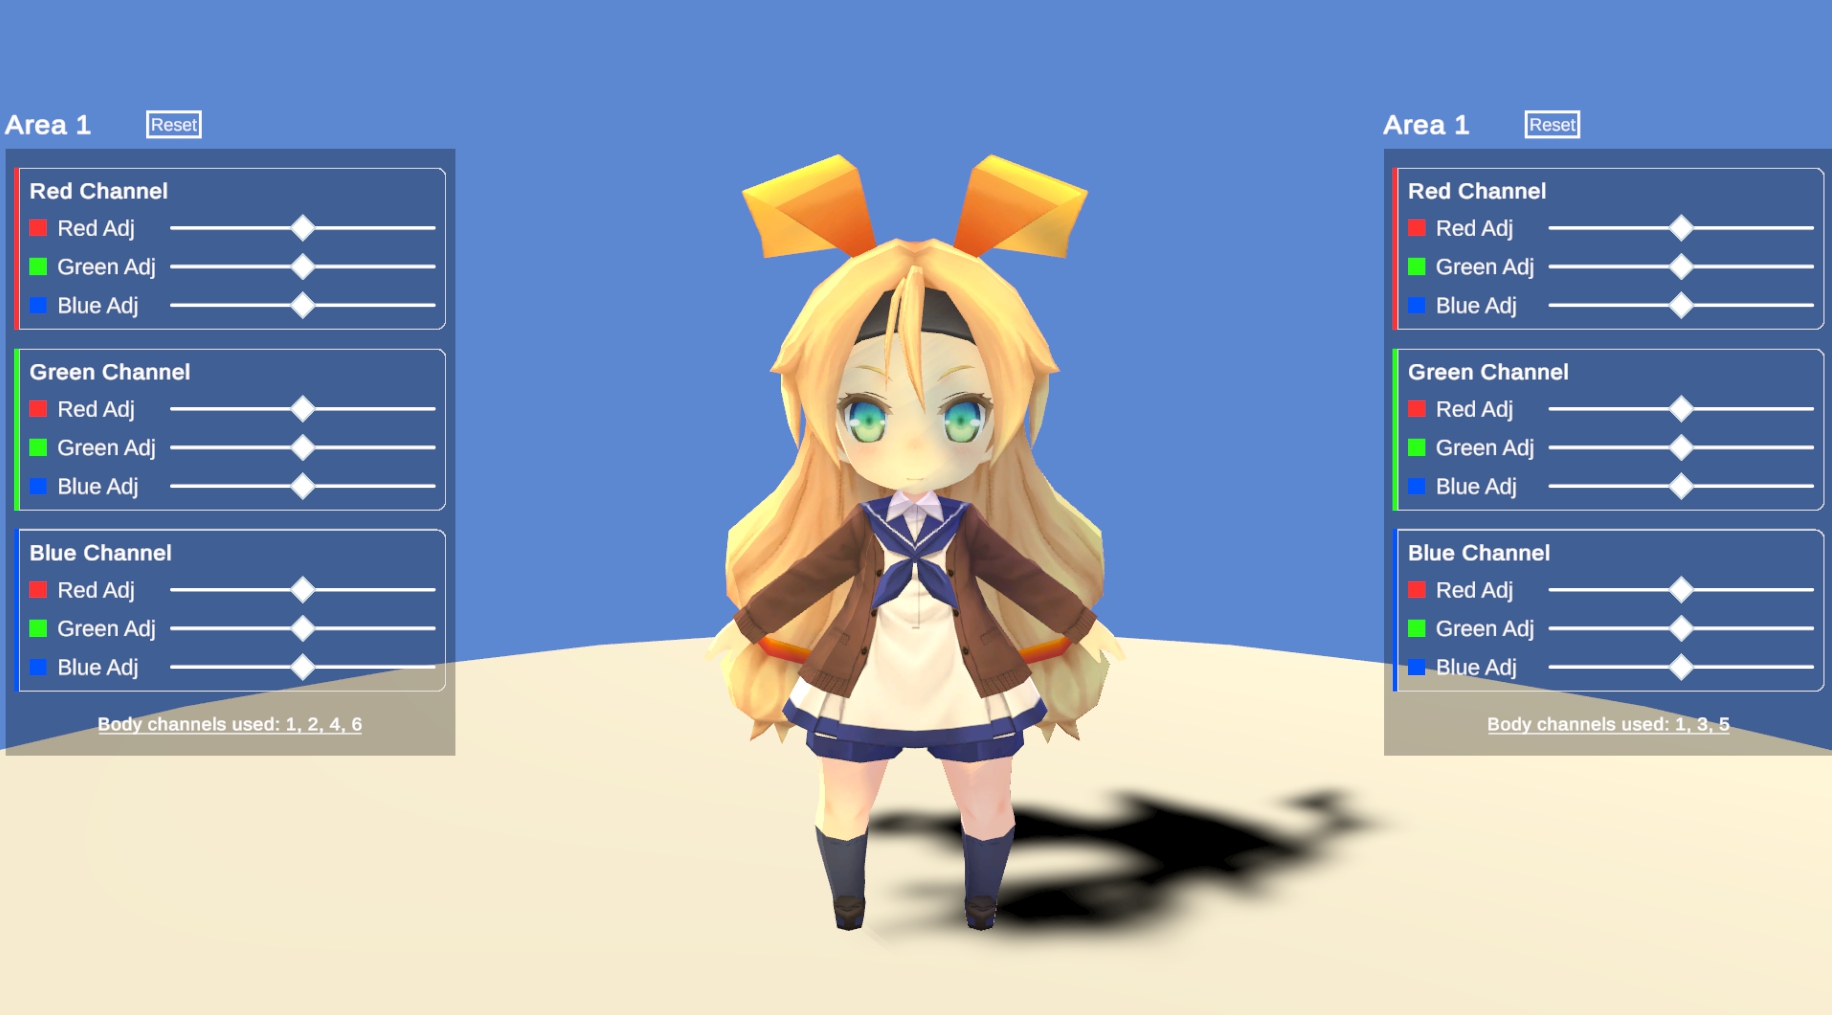 Area 1
Reset
Red Channel
Red Adj
Green Adj
Blue Adj
Green Channel
Red Adj
Green Adj
Blue Adj
Blue Channel
Red Adj
Green Adj
Blue Adj
Body channels used: 1, 2, 4, 6
Area 1
Reset
Red Channel
Red Adj
Green Adj
Blue Adj
Green Channel
Red Adj
Green Adj
Blue Adj
Blue Channel
Red Adj
Green Adj
Blue Adj
Body channels used: 1, 3, 5